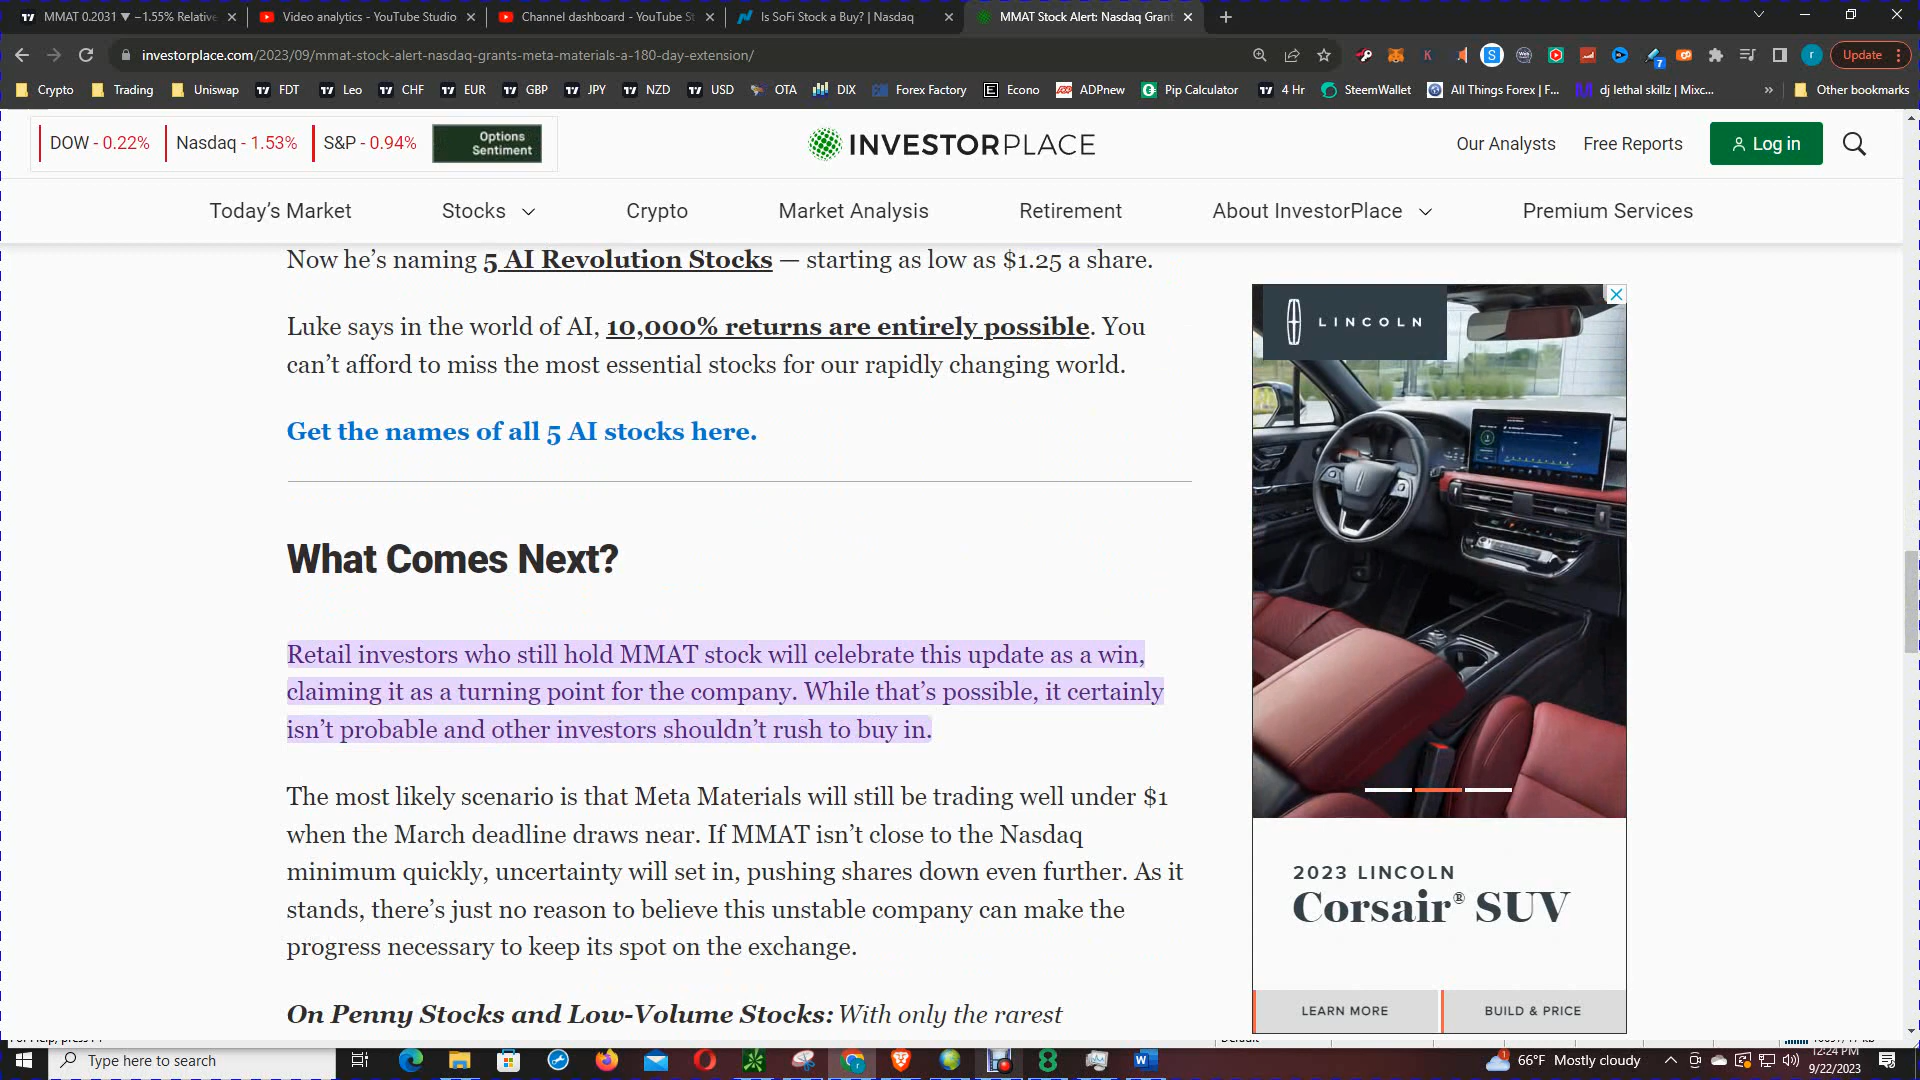 MMAT 0.2031 ▼ −1.55% Relative
Video analytics - YouTube Studio
Channel dashboard - YouTube St
Is SoFi Stock a Buy? | Nasdaq
MMAT Stock Alert: Nasdaq Grant
investorplace.com/2023/09/mmat-stock-alert-nasdaq-grants-meta-materials-a-180-day-extension/
Update
Crypto Trading Uniswap FDT Leo CHF EUR GBP JPY NZD USD OTA DIX Forex Factory Econo ADPnew Pip Calculator 4 Hr SteemWallet All Things Forex | F... dj lethal skillz | Mixc... » Other bookmarks
DOW - 0.22% Nasdaq - 1.53% S&P - 0.94%
Options
Sentiment
INVESTORPLACE
Our Analysts Free Reports Log in
Today’s Market Stocks Crypto Market Analysis Retirement About InvestorPlace Premium Services
Now he’s naming 5 AI Revolution Stocks — starting as low as $1.25 a share.
Luke says in the world of AI, 10,000% returns are entirely possible. You
can’t afford to miss the most essential stocks for our rapidly changing world.
Get the names of all 5 AI stocks here.
What Comes Next?
Retail investors who still hold MMAT stock will celebrate this update as a win,
claiming it as a turning point for the company. While that’s possible, it certainly
isn’t probable and other investors shouldn’t rush to buy in.
The most likely scenario is that Meta Materials will still be trading well under $1
when the March deadline draws near. If MMAT isn’t close to the Nasdaq
minimum quickly, uncertainty will set in, pushing shares down even further. As it
stands, there’s just no reason to believe this unstable company can make the
progress necessary to keep its spot on the exchange.
On Penny Stocks and Low-Volume Stocks: With only the rarest
LINCOLN
2023 LINCOLN
Corsair® SUV
LEARN MORE
BUILD & PRICE
Type here to search
66°F Mostly cloudy
12:24 PM
9/22/2023